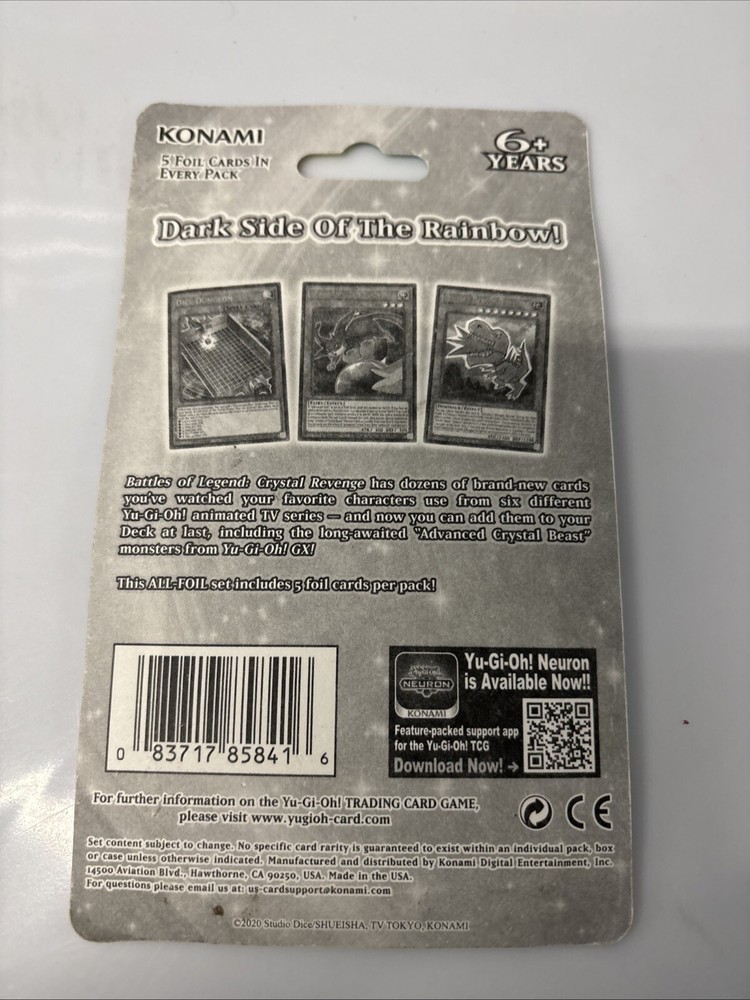 KONAMI
5 FOIL CARDS IN
EVERY PACK
6+
YEARS
Dark Side Of The Rainbow!
DICE DUNGEON
Battles of Legend: Crystal Revenge has dozens of brand-new cards
you've watched your favorite characters use from six different
Yu-Gi-Oh! animated TV series — and now you can add them to your
Deck at last, including the long-awaited "Advanced Crystal Beast"
monsters from Yu-Gi-Oh! GX!
This ALL-FOIL set includes 5 foil cards per pack!
0 83717 85841 6
NEURON
KONAMI
Yu-Gi-Oh! Neuron
is Available Now!!
Feature-packed support app
for the Yu-Gi-Oh! TCG
Download Now! →
For further information on the Yu-Gi-Oh! TRADING CARD GAME,
please visit www.yugioh-card.com
CE
Set content subject to change. No specific card rarity is guaranteed to exist within an individual pack, box
or case unless otherwise indicated. Manufactured and distributed by Konami Digital Entertainment, Inc.
14500 Aviation Blvd., Hawthorne, CA 90250, USA. Made in the USA.
For questions please email us at: us-cardsupport@konami.com
©2020 Studio Dice/SHUEISHA, TV TOKYO, KONAMI